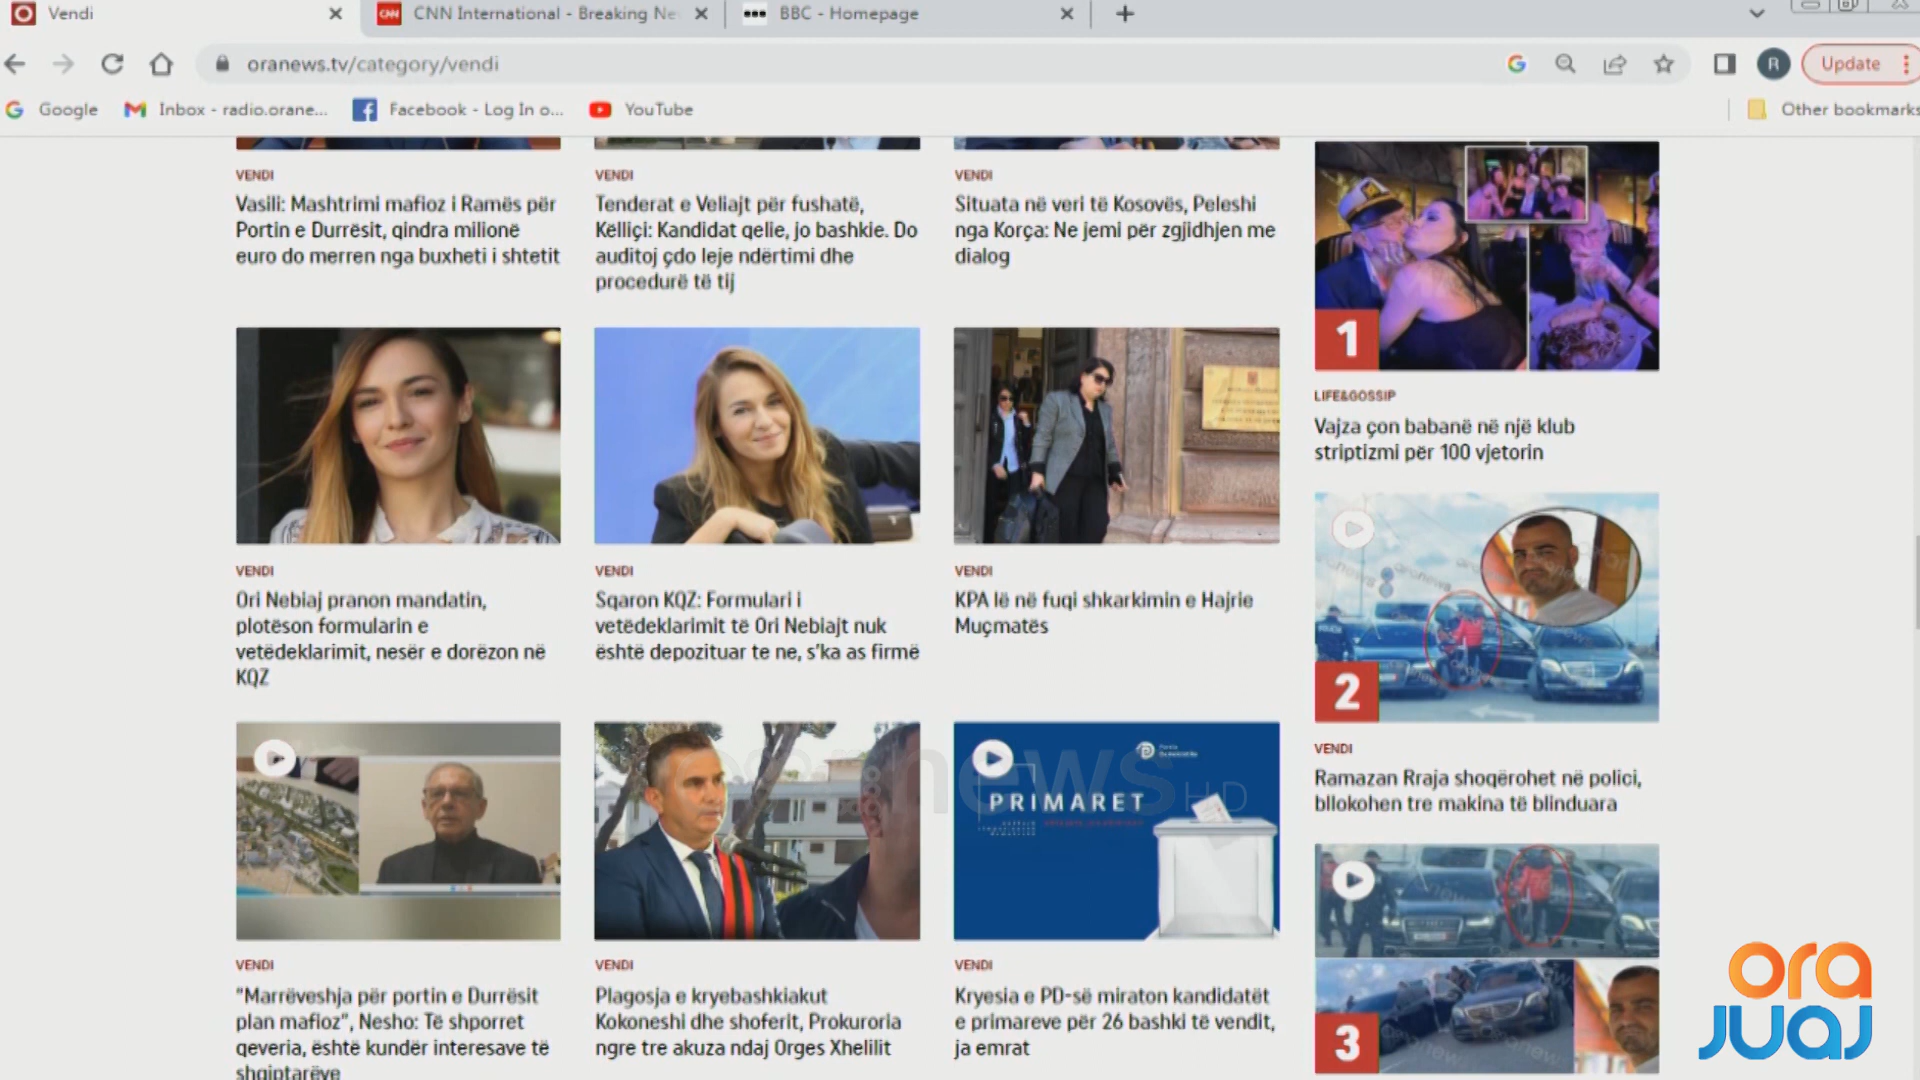 Vendi
CNN International - Breaking Ne
BBC - Homepage
oranews.tv/category/vendi
Update
Google
Inbox - radio.orane...
Facebook - Log In o...
YouTube
Other bookmarks
VENDI
Vasili: Mashtrimi mafioz i Ramës për
Portin e Durrësit, qindra milionë
euro do merren nga buxheti i shtetit
VENDI
Tenderat e Veliajt për fushatë,
Këlliçi: Kandidat qelie, jo bashkie. Do
auditoj çdo leje ndërtimi dhe
procedurë të tij
VENDI
Situata në veri të Kosovës, Peleshi
nga Korça: Ne jemi për zgjidhjen me
dialog
1
LIFE&GOSSIP
Vajza çon babanë në një klub
striptizmi për 100 vjetorin
VENDI
Ori Nebiaj pranon mandatin,
plotëson formularin e
vetëdeklarimit, nesër e dorëzon në
KQZ
VENDI
Sqaron KQZ: Formulari i
vetëdeklarimit të Ori Nebiajt nuk
është depozituar te ne, s'ka as firmë
VENDI
KPA lë në fuqi shkarkimin e Hajrie
Muçmatës
2
VENDI
Ramazan Rraja shoqërohet në polici,
bllokohen tre makina të blinduara
PRIMARET
oranews HD
VENDI
"Marrëveshja për portin e Durrësit
plan mafioz", Nesho: Të shporret
qeveria, është kundër interesave të
shqiptarëve
VENDI
Plagosja e kryebashkiakut
Kokoneshi dhe shoferit, Prokuroria
ngre tre akuza ndaj Orges Xhelilit
VENDI
Kryesia e PD-së miraton kandidatët
e primareve për 26 bashki të vendit,
ja emrat
3
ora
JUAJ